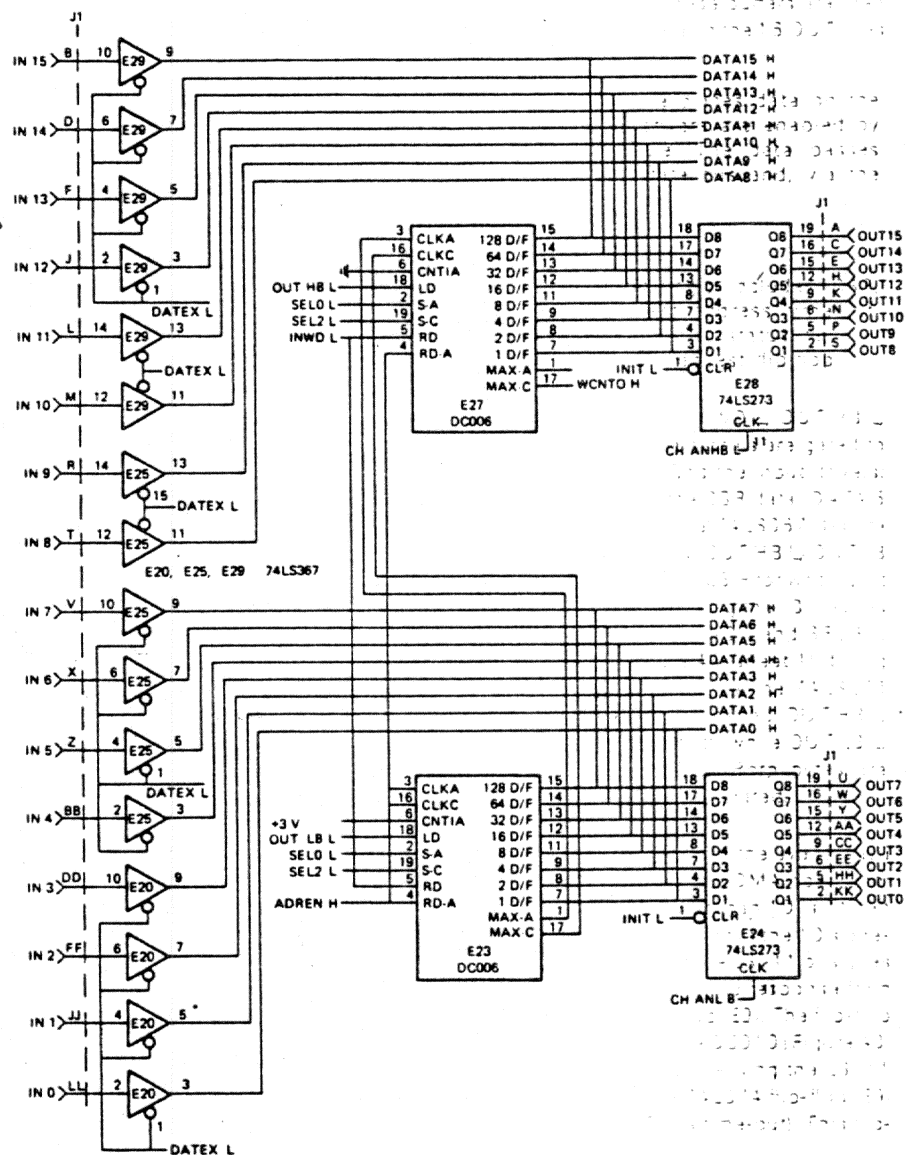 J1
IN 15 B 10 E29 9
DATA15 H
DATA14 H
IN 14 D 6 E29 7
DATA13 H
DATA12 H
DATA11 H
DATA10 H
DATA9 H
DATA8 H
IN 13 F 4 E29 5
IN 12 J 2 E29 3
1
DATEX L
IN 11 L 14 E29 13
DATEX L
IN 10 M 12 E29 11
IN 9 R 14 E25 13
15
DATEX L
IN 8 T 12 E25 11
E20, E25, E29 74LS367
3 CLKA 128 D/F 15
16 CLKC 64 D/F 14
6 CNTIA 32 D/F 13
OUT HB L 18 LD 16 D/F 12
SEL0 L 2 S-A 8 D/F 11
SEL2 L 19 S-C 4 D/F 9
INWD L 5 RD 2 D/F 8
4 RD-A 1 D/F 7
MAX-A 1
MAX-C 17 WCNTO H
E27
DC006
J1
18 D8 Q8 19 A OUT15
17 D7 Q7 16 C OUT14
14 D6 Q6 15 E OUT13
13 D5 Q5 12 H OUT12
8 D4 Q4 9 K OUT11
7 D3 Q3 6 N OUT10
4 D2 Q2 5 P OUT9
3 D1 Q1 2 S OUT8
INIT L 1 CLR
E28
74LS273
CLK
CH ANHB L 11
IN 7 V 10 E25 9
DATA7 H
DATA6 H
DATA5 H
DATA4 H
DATA3 H
DATA2 H
DATA1 H
DATA0 H
IN 6 X 6 E25 7
IN 5 Z 4 E25 5
1
DATEX L
IN 4 BB 2 E25 3
IN 3 DD 10 E20 9
IN 2 FF 6 E20 7
IN 1 JJ 4 E20 5
IN 0 LL 2 E20 3
1
DATEX L
3 CLKA 128 D/F 15
16 CLKC 64 D/F 14
+3 V 6 CNTIA 32 D/F 13
OUT LB L 18 LD 16 D/F 12
SEL0 L 2 S-A 8 D/F 11
SEL2 L 19 S-C 4 D/F 9
5 RD 2 D/F 8
ADREN H 4 RD-A 1 D/F 7
MAX-A 1
MAX C 17
E23
DC006
J1
18 D8 Q8 19 U OUT7
17 D7 Q7 16 W OUT6
14 D6 Q6 15 Y OUT5
13 D5 Q5 12 AA OUT4
8 D4 Q4 9 CC OUT3
7 D3 Q3 6 EE OUT2
4 D2 Q2 5 HH OUT1
3 D1 Q1 2 KK OUT0
INIT L 1 CLR
E24
74LS273
CLK
CH ANL B 11